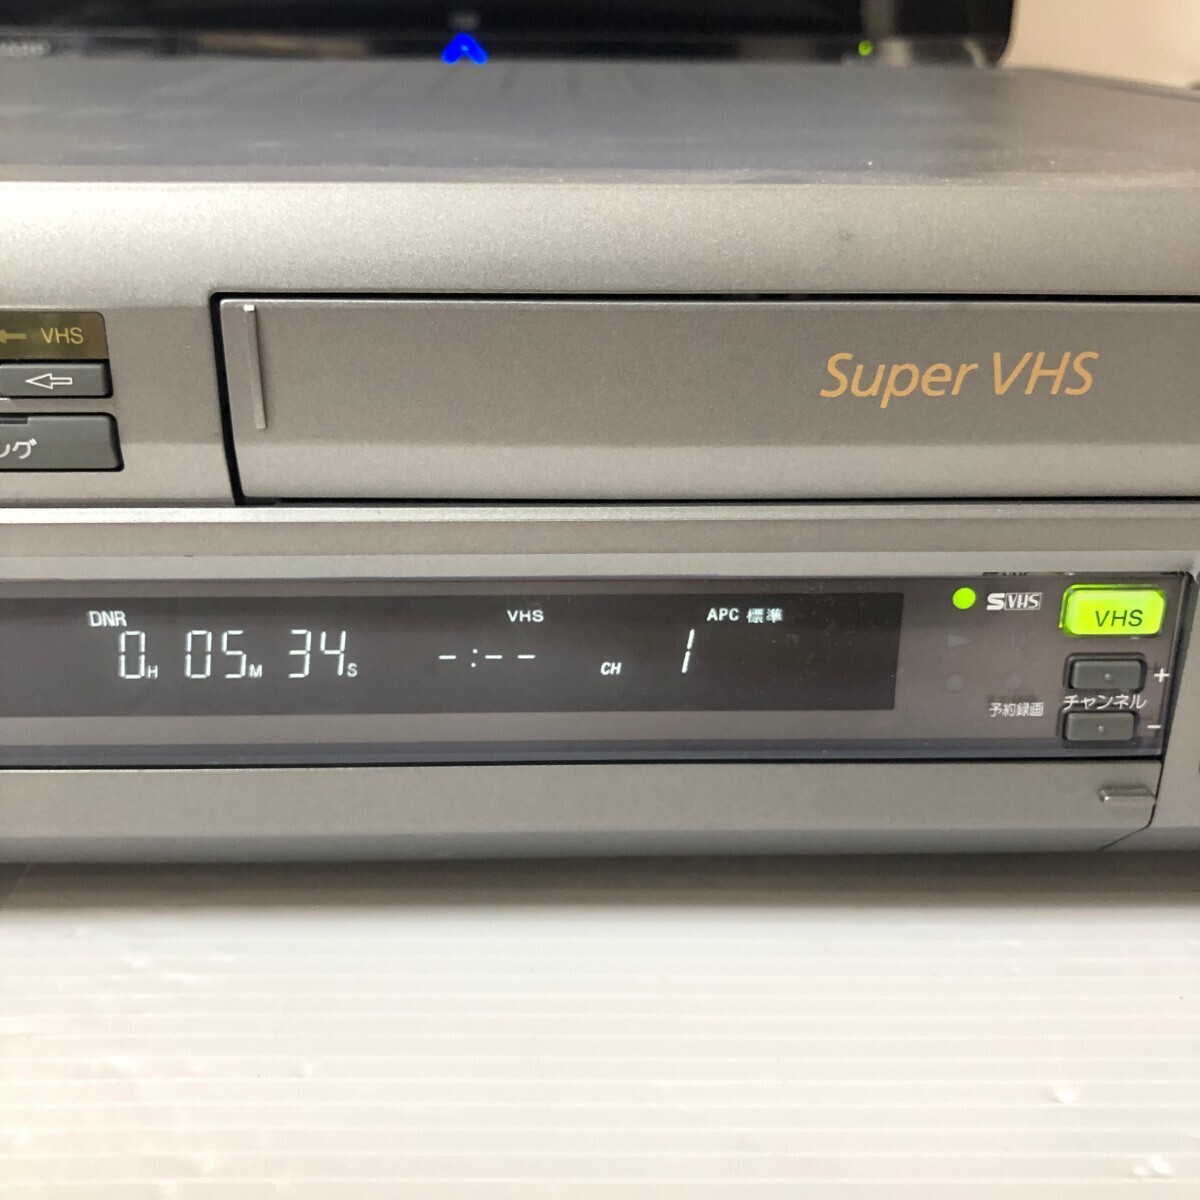 VHS
Super VHS
ング
DNR
VHS
APC 標準
0H 05M 34S
-:-- CH 1
S VHS
VHS
+
チャンネル
-
予約録画